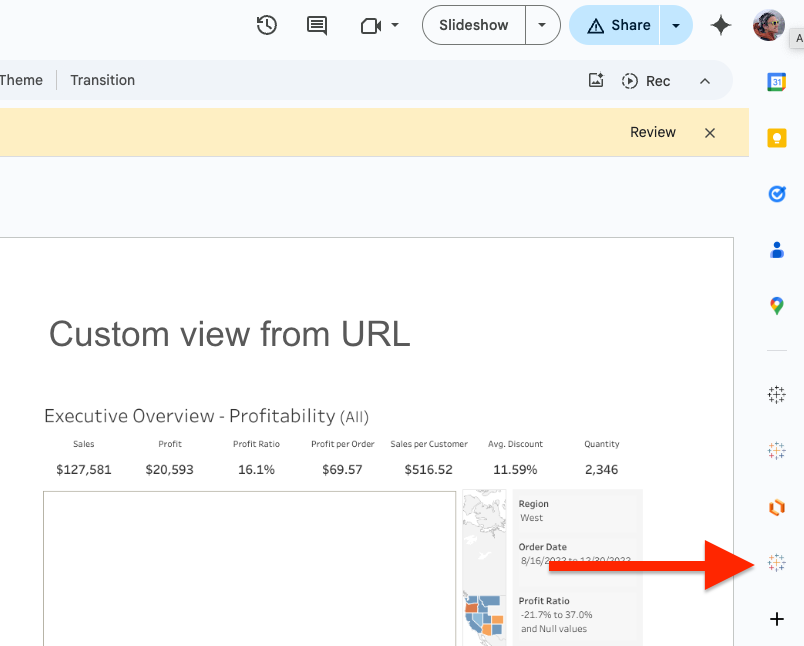 Slideshow
Share
A
Theme
Transition
Rec
31
Review
Custom view from URL
Executive Overview - Profitability (All)
Sales Profit Profit Ratio Profit per Order Sales per Customer Avg. Discount Quantity
$127,581 $20,593 16.1% $69.57 $516.52 11.59% 2,346
Region
West
Order Date
8/16/2022 to 12/30/2022
Profit Ratio
-21.7% to 37.0%
and Null values